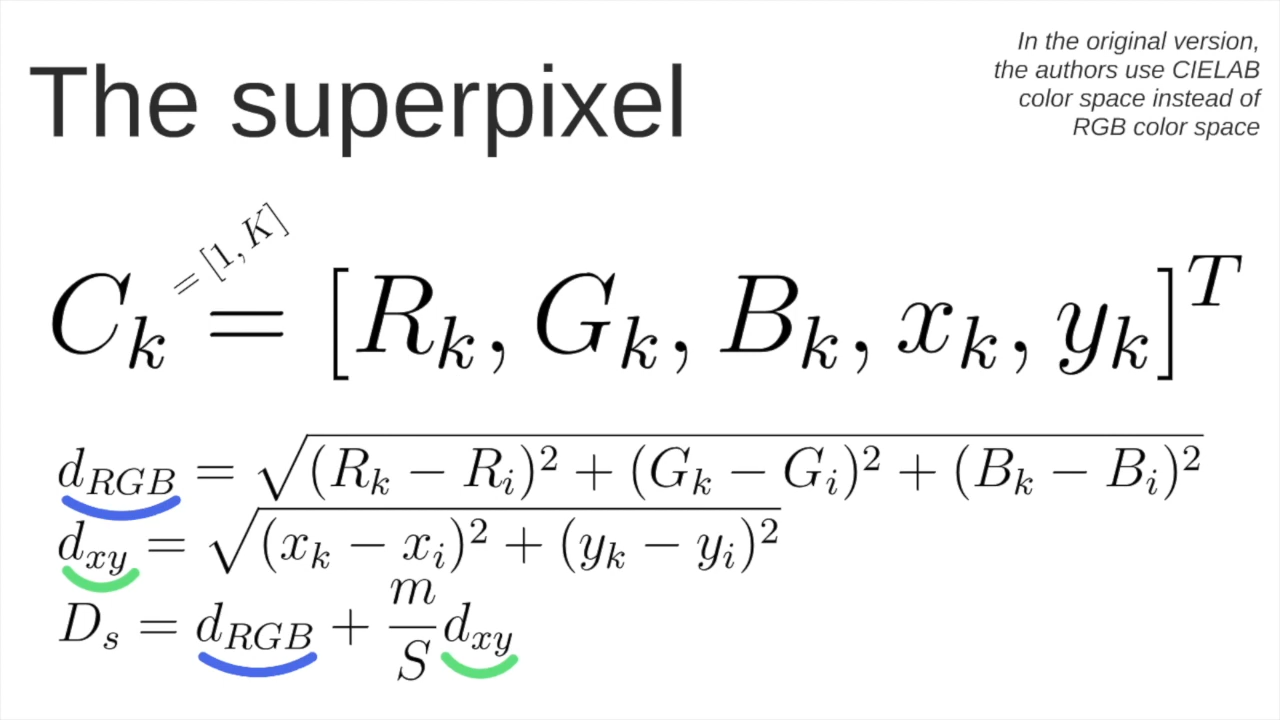 The superpixel
In the original version,
the authors use CIELAB
color space instead of
RGB color space
C_k =[1, K] = [R_k, G_k, B_k, x_k, y_k]^T
d_RGB = √((R_k − R_i)² + (G_k − G_i)² + (B_k − B_i)²)
d_xy = √((x_k − x_i)² + (y_k − y_i)²)
D_s = d_RGB + m/S d_xy